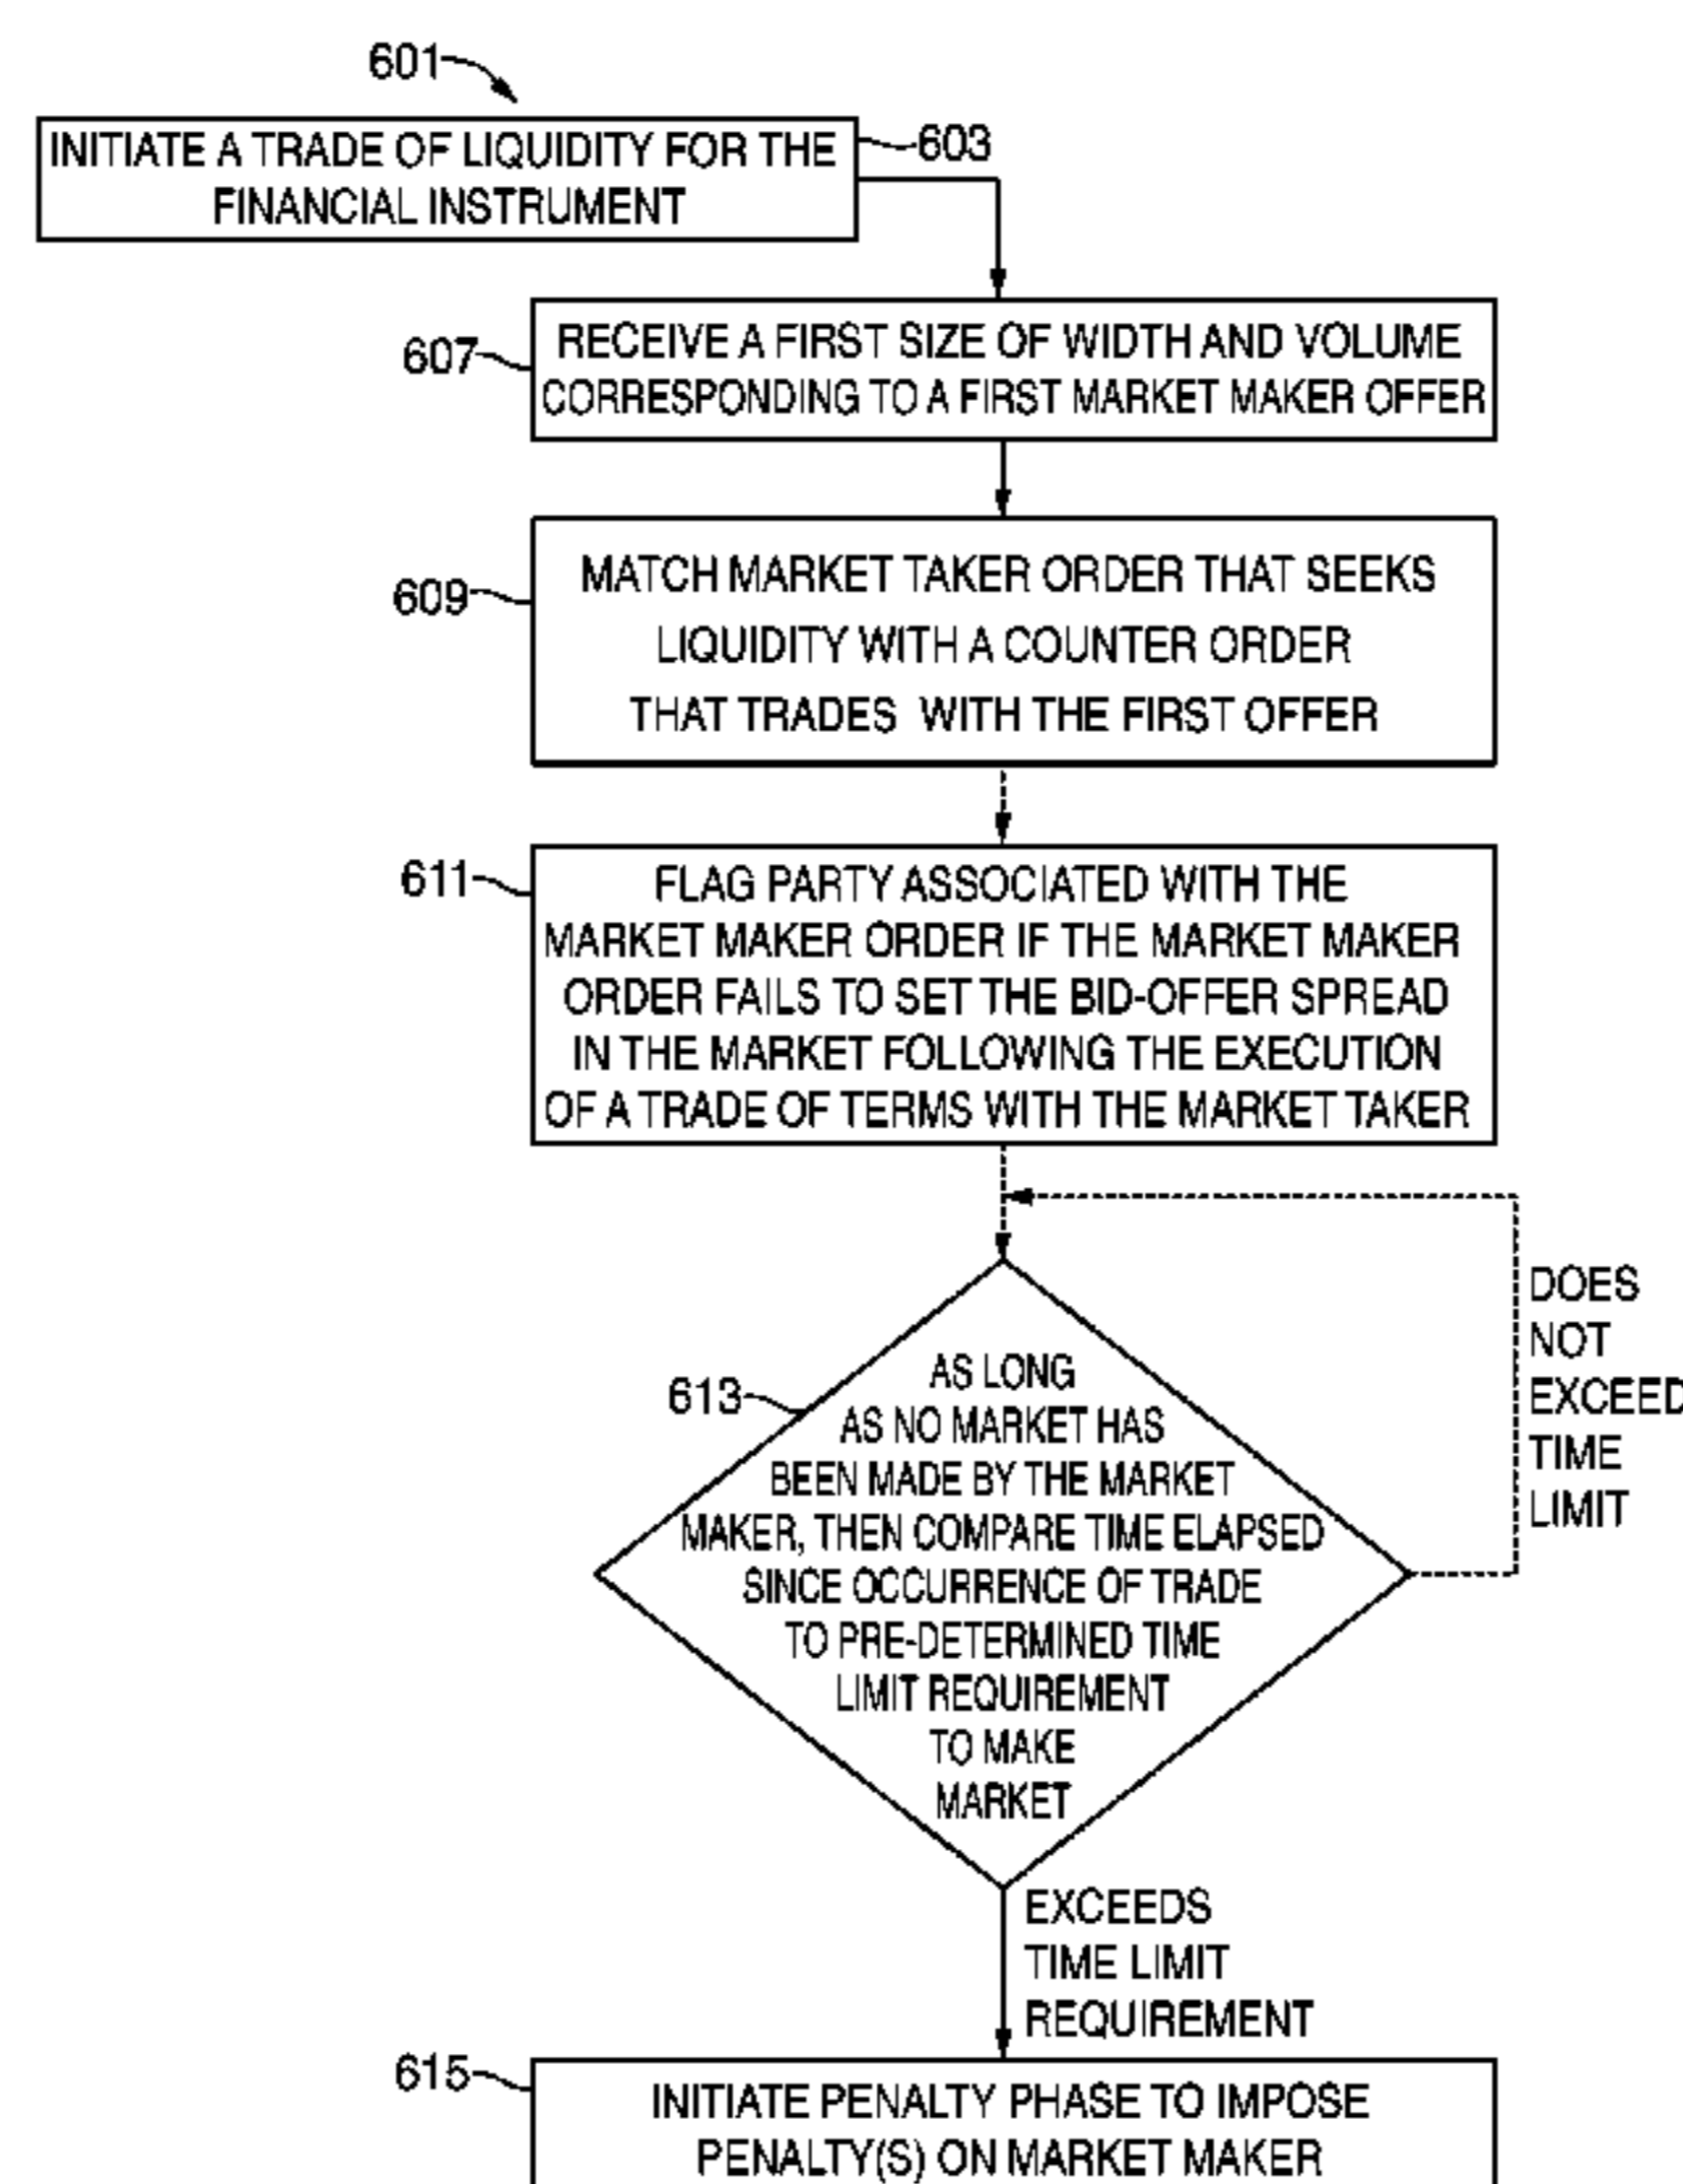 601
INITIATE A TRADE OF LIQUIDITY FOR THE
FINANCIAL INSTRUMENT
603
607
RECEIVE A FIRST SIZE OF WIDTH AND VOLUME
CORRESPONDING TO A FIRST MARKET MAKER OFFER
609
MATCH MARKET TAKER ORDER THAT SEEKS
LIQUIDITY WITH A COUNTER ORDER
THAT TRADES WITH THE FIRST OFFER
611
FLAG PARTY ASSOCIATED WITH THE
MARKET MAKER ORDER IF THE MARKET MAKER
ORDER FAILS TO SET THE BID-OFFER SPREAD
IN THE MARKET FOLLOWING THE EXECUTION
OF A TRADE OF TERMS WITH THE MARKET TAKER
613
AS LONG
AS NO MARKET HAS
BEEN MADE BY THE MARKET
MAKER, THEN COMPARE TIME ELAPSED
SINCE OCCURRENCE OF TRADE
TO PRE-DETERMINED TIME
LIMIT REQUIREMENT
TO MAKE
MARKET
DOES
NOT
EXCEED
TIME
LIMIT
EXCEEDS
TIME LIMIT
REQUIREMENT
615
INITIATE PENALTY PHASE TO IMPOSE
PENALTY(S) ON MARKET MAKER